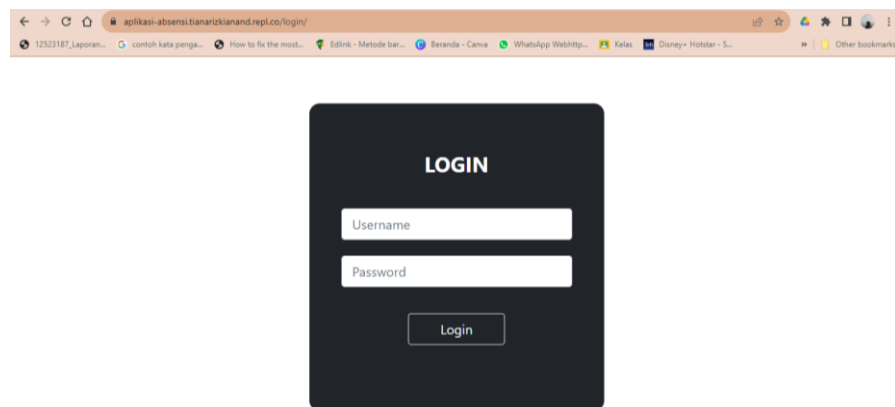 aplikasi-absensi.tianarizkianand.repl.co/login/
12523187_Laporan... contoh kata penga... How to fix the most... Edlink - Metode bar... Beranda - Canva WhatsApp Webhttp... Kelas Disney+ Hotstar - S... » Other bookmarks
LOGIN
Username
Password
Login